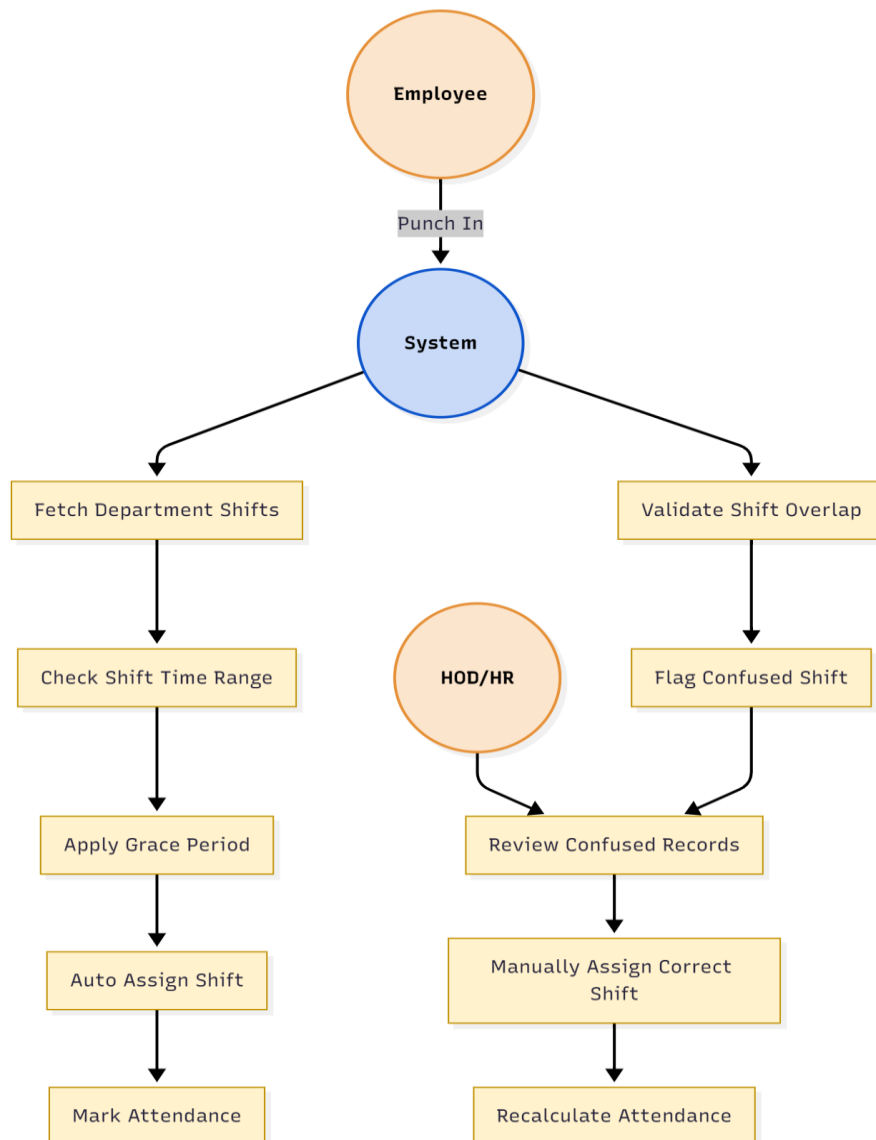 Employee
Punch In
System
Fetch Department Shifts
Validate Shift Overlap
Check Shift Time Range
HOD/HR
Flag Confused Shift
Apply Grace Period
Review Confused Records
Auto Assign Shift
Manually Assign Correct
Shift
Mark Attendance
Recalculate Attendance